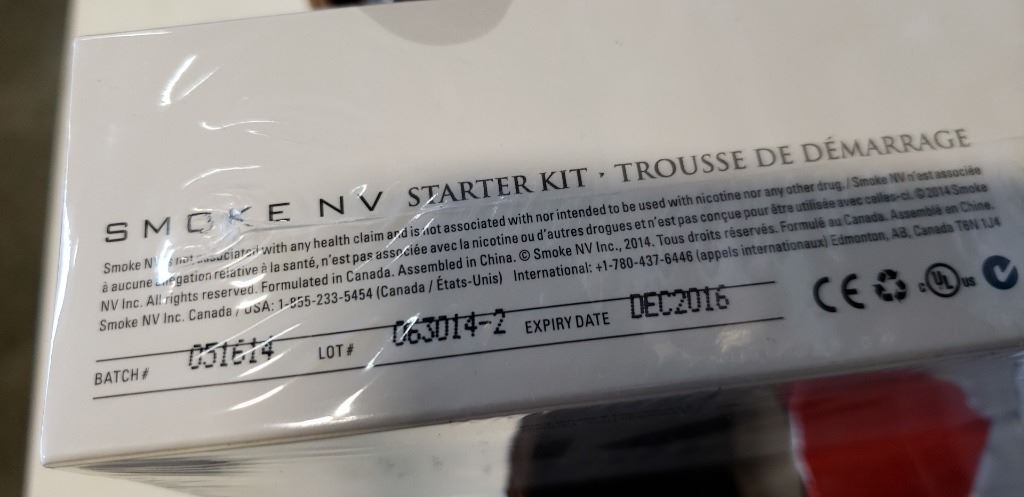 SMOKE NV STARTER KIT · TROUSSE DE DÉMARRAGE
Smoke NV is not associated with any health claim and is not associated with nor intended to be used with nicotine nor any other drug. / Smoke NV n'est associée
à aucune allégation relative à la santé, n'est pas associée avec la nicotine ou d'autres drogues et n'est pas conçue pour être utilisée avec celles-ci. © 2014 Smoke
NV Inc. All rights reserved. Formulated in Canada. Assembled in China. © Smoke NV Inc., 2014. Tous droits réservés. Formulé au Canada. Assemblé en Chine.
Smoke NV Inc. Canada / USA: 1-855-233-5454 (Canada / États-Unis) International: +1-780-437-6446 (appels internationaux) Edmonton, AB, Canada T6N 1J4
BATCH # 051614 LOT # 063014-2 EXPIRY DATE DEC2016
CE c UL us